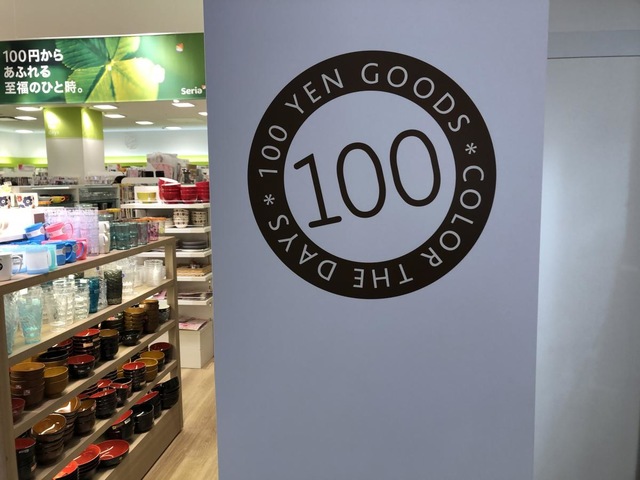 100円から
あふれる
至福のひと時。
Seria
100 YEN GOODS * COLOR THE DAYS *
100